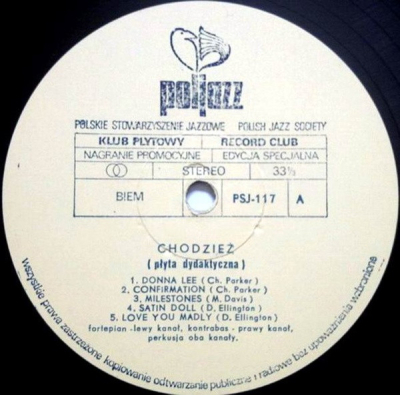 poljazz
POLSKIE STOWARZYSZENIE JAZZOWE POLISH JAZZ SOCIETY
KLUB PŁYTOWY RECORD CLUB
NAGRANIE PROMOCYJNE EDYCJA SPECJALNA
STEREO 33⅓
BIEM PSJ-117 A
CHODZIEŻ
(płyta dydaktyczna)
1. DONNA LEE (Ch. Parker)
2. CONFIRMATION (Ch. Parker)
3. MILESTONES (M. Davis)
4. SATIN DOLL (D. Ellington)
5. LOVE YOU MADLY (D. Ellington)
fortepian -lewy kanał, kontrabas - prawy kanał,
perkusja oba kanały.
wszystkie prawa zastrzeżone kopiowanie odtwarzanie publiczne i radiowe bez upoważnienia wzbronione